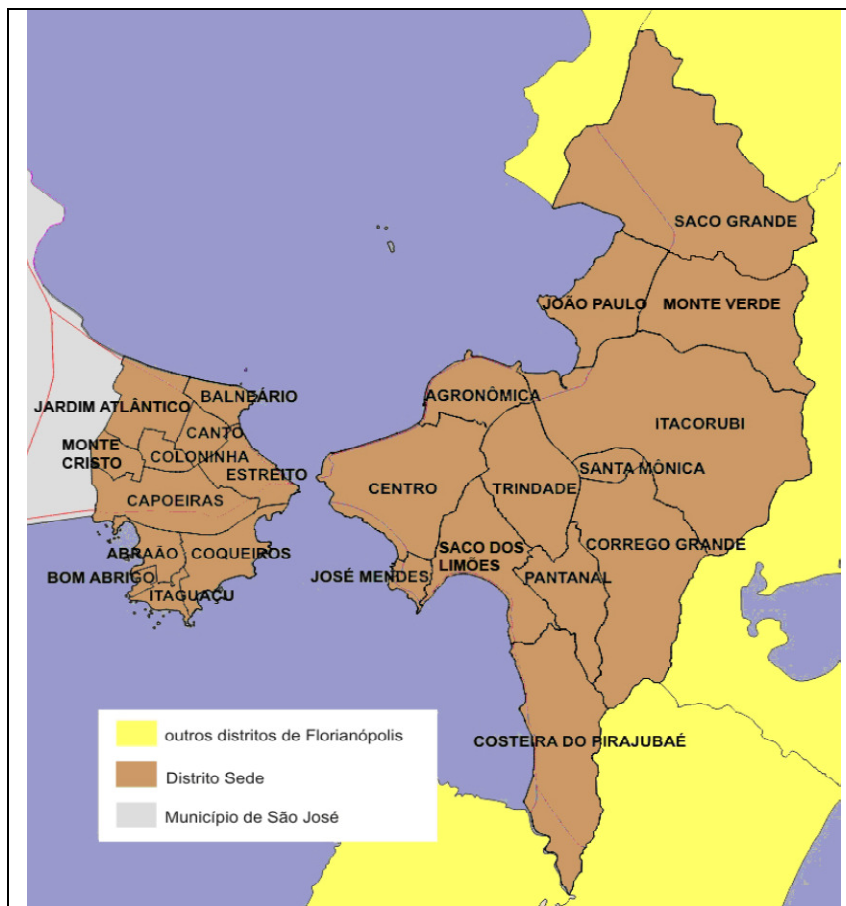 SACO GRANDE
JOÃO PAULO
MONTE VERDE
AGRONÔMICA
BALNEÁRIO
JARDIM ATLÂNTICO
ITACORUBI
CANTO
MONTE
CRISTO
COLONINHA
ESTREITO
SANTA MÔNICA
CENTRO
TRINDADE
CAPOEIRAS
CORREGO GRANDE
ABRAÃO
COQUEIROS
SACO DOS
LIMÕES
BOM ABRIGO
JOSÉ MENDES
PANTANAL
ITAGUAÇU
COSTEIRA DO PIRAJUBAÉ
outros distritos de Florianópolis
Distrito Sede
Município de São José